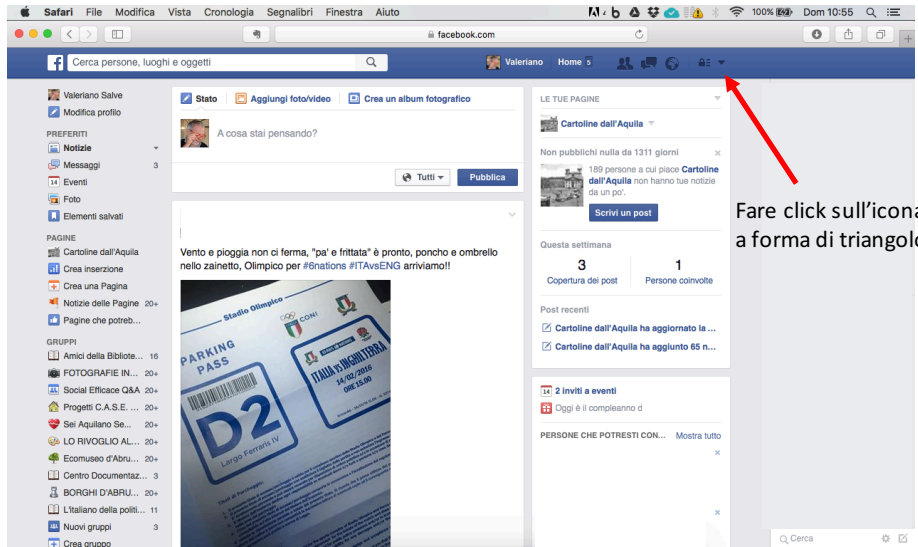 Safari File Modifica Vista Cronologia Segnalibri Finestra Aiuto 100% Dom 10:55
facebook.com
Cerca persone, luoghi e oggetti
Valeriano Home 5
Valeriano Salve
Modifica profilo
PREFERITI
Notizie
Messaggi 3
Eventi
Foto
Elementi salvati
PAGINE
Cartoline dall'Aquila
Crea inserzione
Crea una Pagina
Notizie delle Pagine 20+
Pagine che potreb...
GRUPPI
Amici della Bibliote... 16
FOTOGRAFIE IN... 20+
Social Efficace Q&A 20+
Progetti C.A.S.E. ... 20+
Sei Aquilano Se... 20+
LO RIVOGLIO AL... 20+
Ecomuseo d'Abru... 20+
Centro Documentaz... 3
BORGHI D'ABRU... 20+
L'italiano della politi... 11
Nuovi gruppi 3
Crea gruppo
Stato Aggiungi foto/video Crea un album fotografico
A cosa stai pensando?
Tutti Pubblica
Vento e pioggia non ci ferma, "pa' e frittata" è pronto, poncho e ombrello
nello zainetto, Olimpico per #6nations #ITAvsENG arriviamo!!
Stadio Olimpico
CONI
PARKING
PASS
ITALIA vs INGHILTERRA
14/02/2016
ORE 15.00
D2
Largo Ferraris IV
Titoli di Parcheggio:
LE TUE PAGINE
Cartoline dall'Aquila
Non pubblichi nulla da 1311 giorni
189 persone a cui piace Cartoline
dall'Aquila non hanno tue notizie
da un po'.
Scrivi un post
Questa settimana
3 1
Copertura dei post Persone coinvolte
Post recenti
Cartoline dall'Aquila ha aggiornato la ...
Cartoline dall'Aquila ha aggiunto 65 n...
14 2 inviti a eventi
Oggi è il compleanno d
PERSONE CHE POTRESTI CON... Mostra tutto
Fare click sull'icona
a forma di triangolo
Cerca